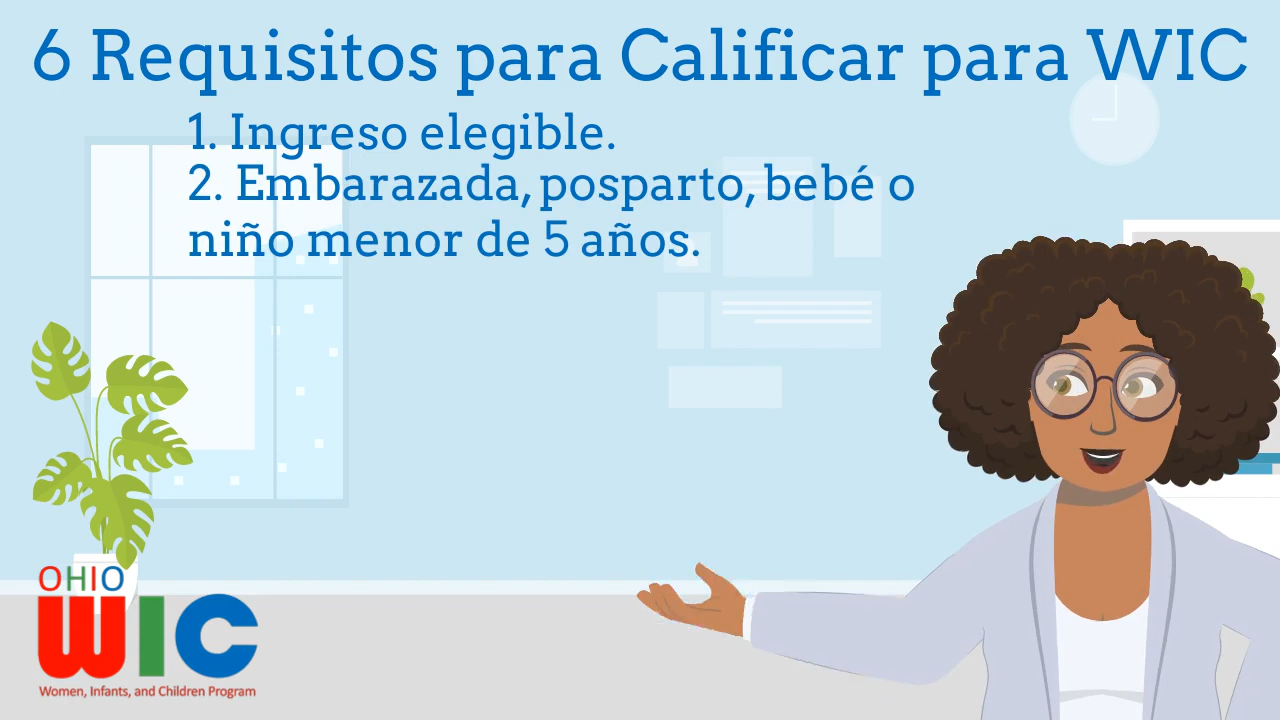 6 Requisitos para Calificar para WIC
1. Ingreso elegible.
2. Embarazada, posparto, bebé o
niño menor de 5 años.
OHIO
WIC
Women, Infants, and Children Program